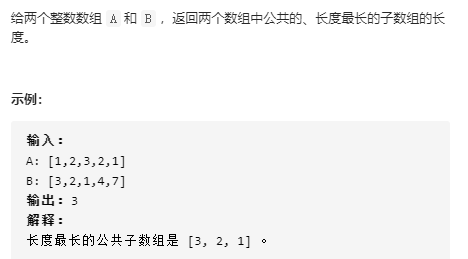 给两个整数数组 A 和 B ，返回两个数组中公共的、长度最长的子数组的长
度。
示例：
输入：
A: [1,2,3,2,1]
B: [3,2,1,4,7]
输出：3
解释：
长度最长的公共子数组是 [3, 2, 1] 。